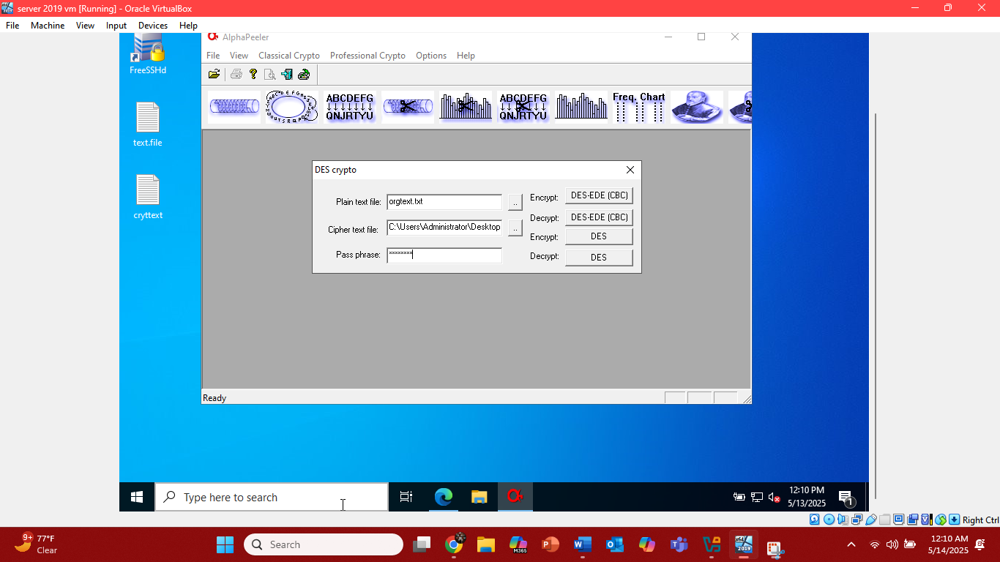 server 2019 vm [Running] - Oracle VirtualBox
File Machine View Input Devices Help
FreeSSHd
text.file
cryttext
AlphaPeeler
File View Classical Crypto Professional Crypto Options Help
ABCDEFG
QNJRTYU
ABCDEFG
QNJRTYU
Freq. Chart
DES crypto
Plain text file: orgtext.txt .. Encrypt: DES-EDE (CBC)
Decrypt: DES-EDE (CBC)
Cipher text file: C:\Users\Administrator\Desktop .. Encrypt: DES
Pass phrase: ******** Decrypt: DES
Ready
Type here to search
12:10 PM
5/13/2025
1
Right Ctrl
9+ 77°F
Clear
Search
M365
x64
2019
12:10 AM
5/14/2025